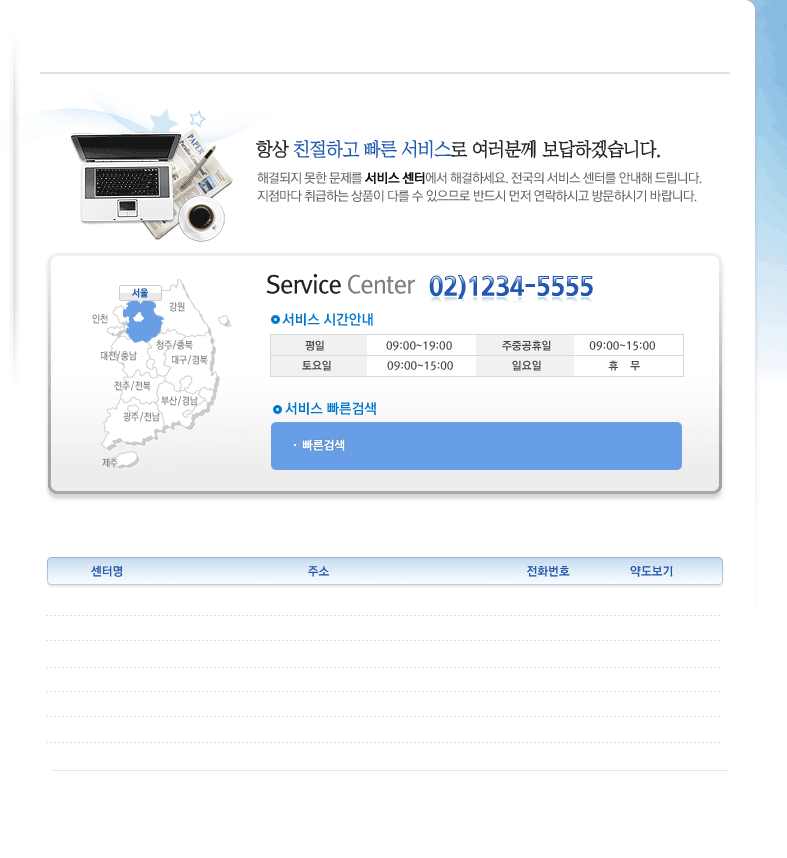 PAPER
항상 친절하고 빠른 서비스로 여러분께 보답하겠습니다.
해결되지 못한 문제를 서비스 센터에서 해결하세요. 전국의 서비스 센터를 안내해 드립니다.
지점마다 취급하는 상품이 다를 수 있으므로 반드시 먼저 연락하시고 방문하시기 바랍니다.
Service Center 02)1234-5555
서울
강원
인천
청주/충북
대전/충남
대구/경북
전주/전북
부산/경남
광주/전남
제주
서비스 시간안내
평일 09:00~19:00 주중공휴일 09:00~15:00
토요일 09:00~15:00 일요일 휴 무
서비스 빠른검색
· 빠른검색
센터명 주소 전화번호 약도보기